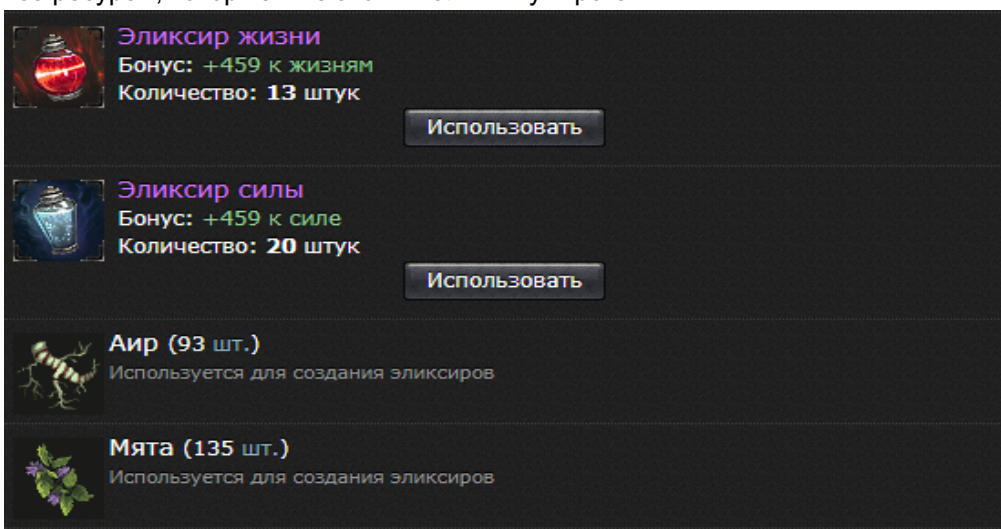 Эликсир жизни
Бонус: +459 к жизням
Количество: 13 штук
Использовать
Эликсир силы
Бонус: +459 к силе
Количество: 20 штук
Использовать
Аир (93 шт.)
Используется для создания эликсиров
Мята (135 шт.)
Используется для создания эликсиров